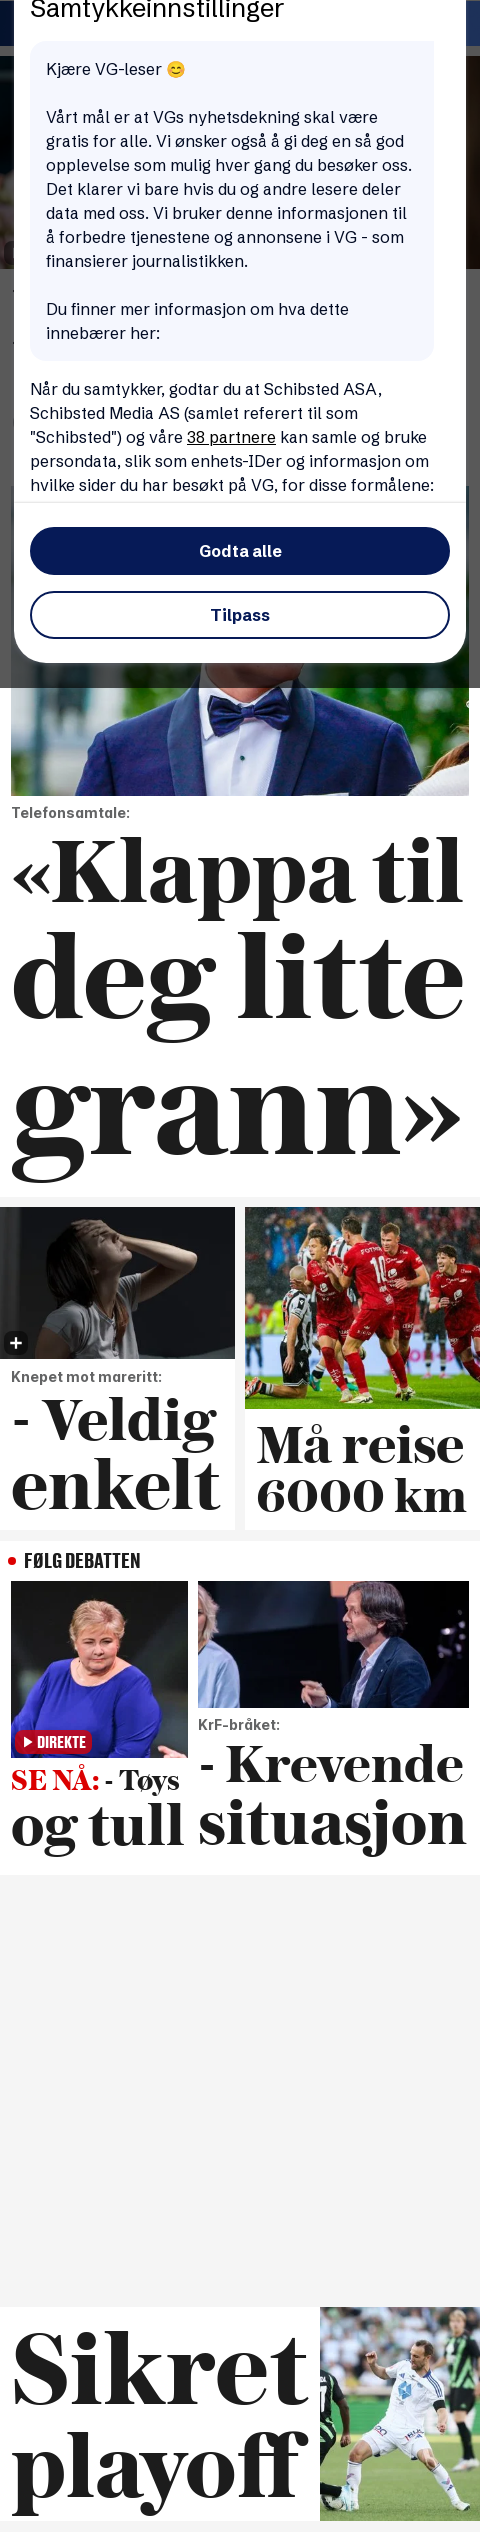 Samtykkeinnstillinger
Kjære VG-leser 😊
Vårt mål er at VGs nyhetsdekning skal være
gratis for alle. Vi ønsker også å gi deg en så god
opplevelse som mulig hver gang du besøker oss.
Det klarer vi bare hvis du og andre lesere deler
data med oss. Vi bruker denne informasjonen til
å forbedre tjenestene og annonsene i VG - som
finansierer journalistikken.
Du finner mer informasjon om hva dette
innebærer her:
Når du samtykker, godtar du at Schibsted ASA,
Schibsted Media AS (samlet referert til som
"Schibsted") og våre 38 partnere kan samle og bruke
persondata, slik som enhets-IDer og informasjon om
hvilke sider du har besøkt på VG, for disse formålene:
Godta alle
Tilpass
Telefonsamtale:
«Klappa til
deg litte
grann»
Knepet mot mareritt:
- Veldig
enkelt
Må reise
6000 km
FØLG DEBATTEN
DIREKTE
SE NÅ: - Tøys
og tull
KrF-bråket:
- Krevende
situasjon
Sikret
playoff